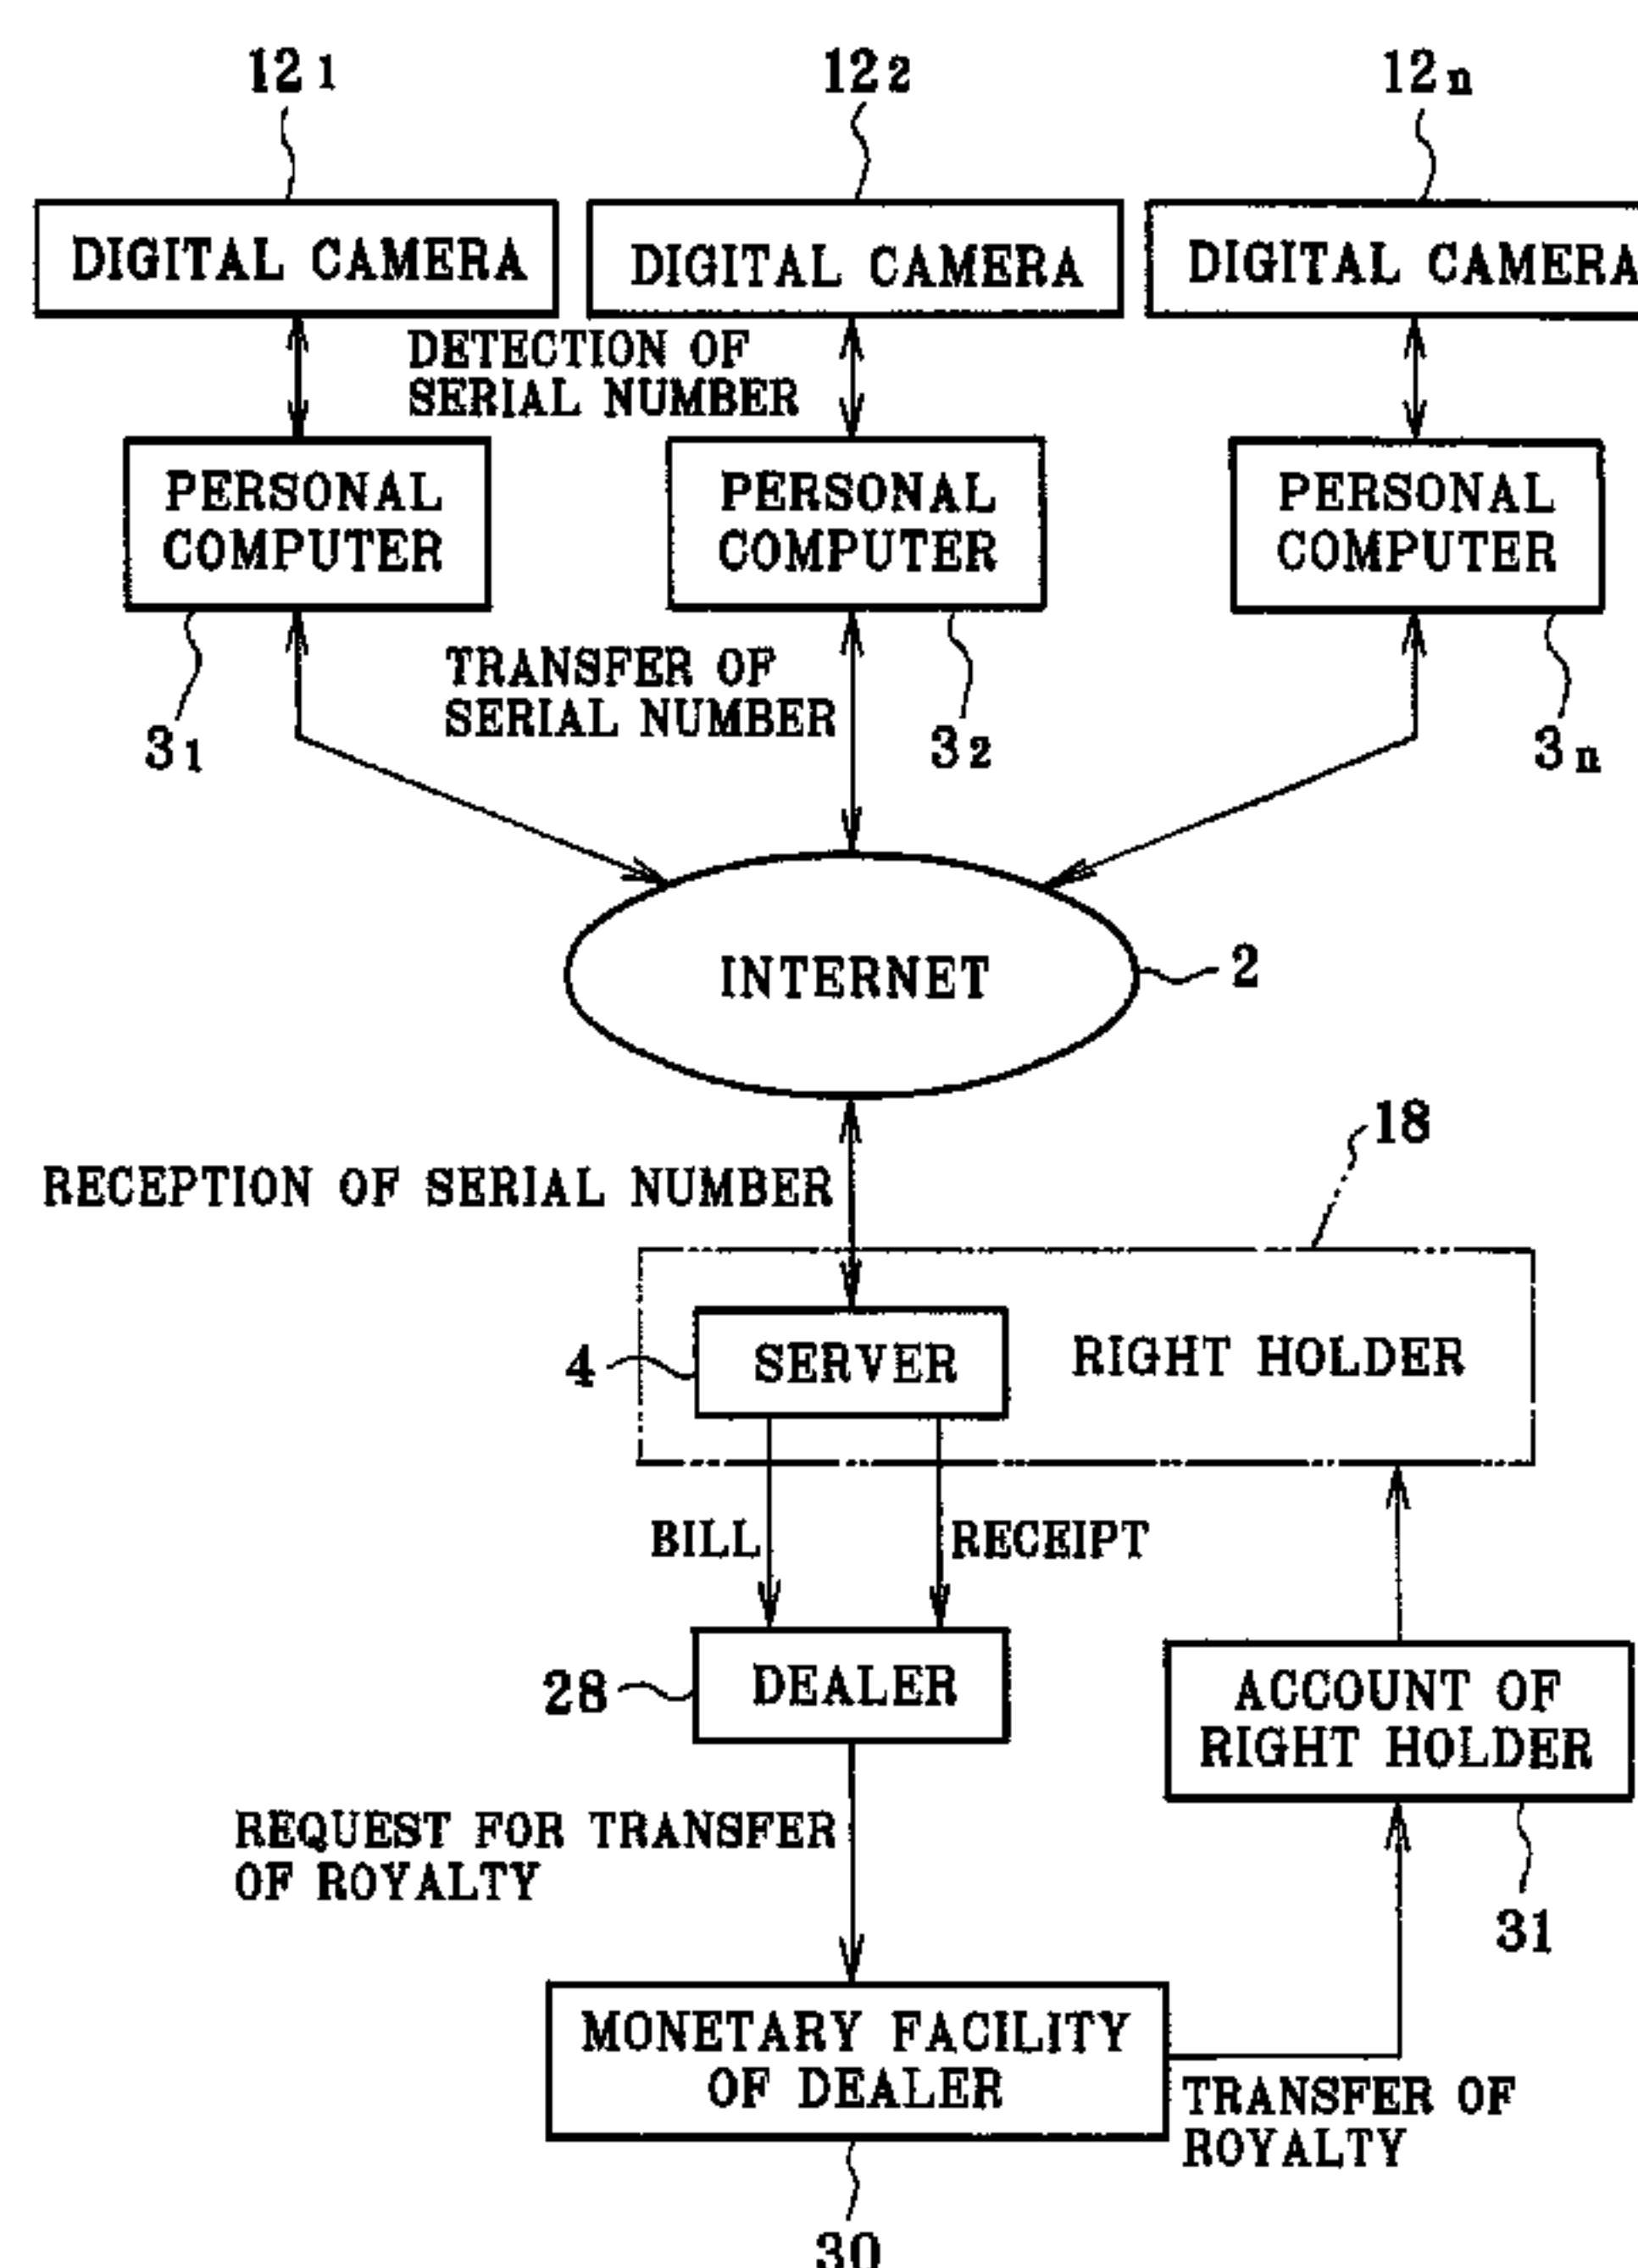 12₁ 12₂ 12ₙ
DIGITAL CAMERA DIGITAL CAMERA DIGITAL CAMERA
DETECTION OF
SERIAL NUMBER
PERSONAL
COMPUTER
PERSONAL
COMPUTER
PERSONAL
COMPUTER
TRANSFER OF
SERIAL NUMBER
3₁ 3₂ 3ₙ
INTERNET
2
18
RECEPTION OF SERIAL NUMBER
4
SERVER
RIGHT HOLDER
BILL
RECEIPT
28
DEALER
ACCOUNT OF
RIGHT HOLDER
31
REQUEST FOR TRANSFER
OF ROYALTY
MONETARY FACILITY
OF DEALER
TRANSFER OF
ROYALTY
30